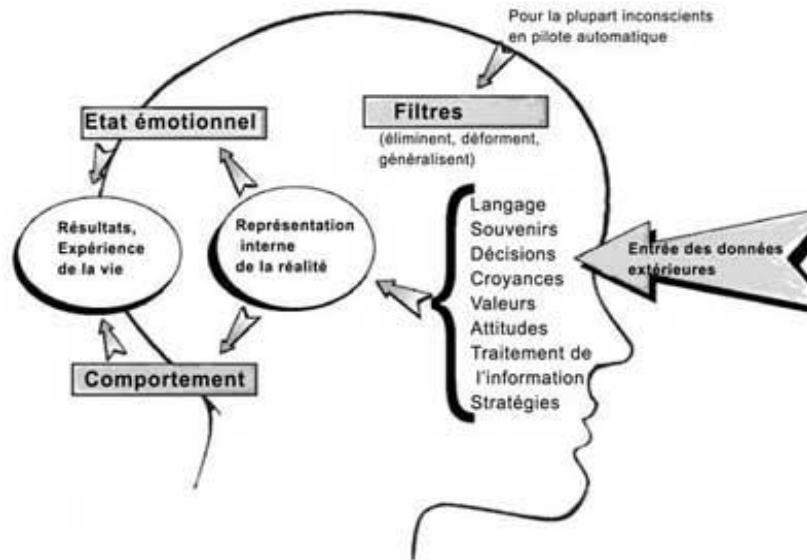 Pour la plupart inconscients
en pilote automatique
Etat émotionnel
Filtres
(éliminent, déforment,
généralisent)
Résultats,
Expérience
de la vie
Représentation
interne
de la réalité
Langage
Souvenirs
Décisions
Croyances
Valeurs
Attitudes
Traitement de
l'information
Stratégies
Entrée des données
extérieures
Comportement